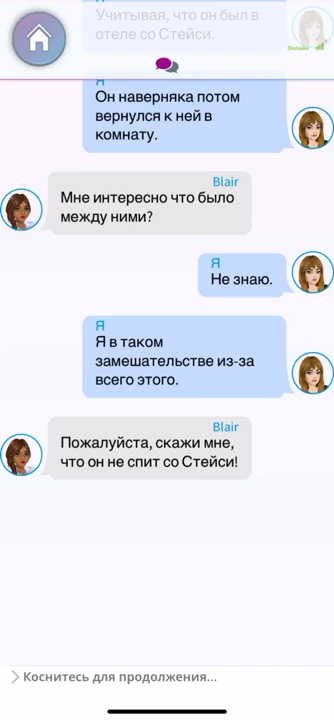 Учитывая, что он был в
отеле со Стейси.
Онлайн
Я
Он наверняка потом
вернулся к ней в
комнату.
Blair
Мне интересно что было
между ними?
Я
Не знаю.
Я
Я в таком
замешательстве из-за
всего этого.
Blair
Пожалуйста, скажи мне,
что он не спит со Стейси!
Коснитесь для продолжения...